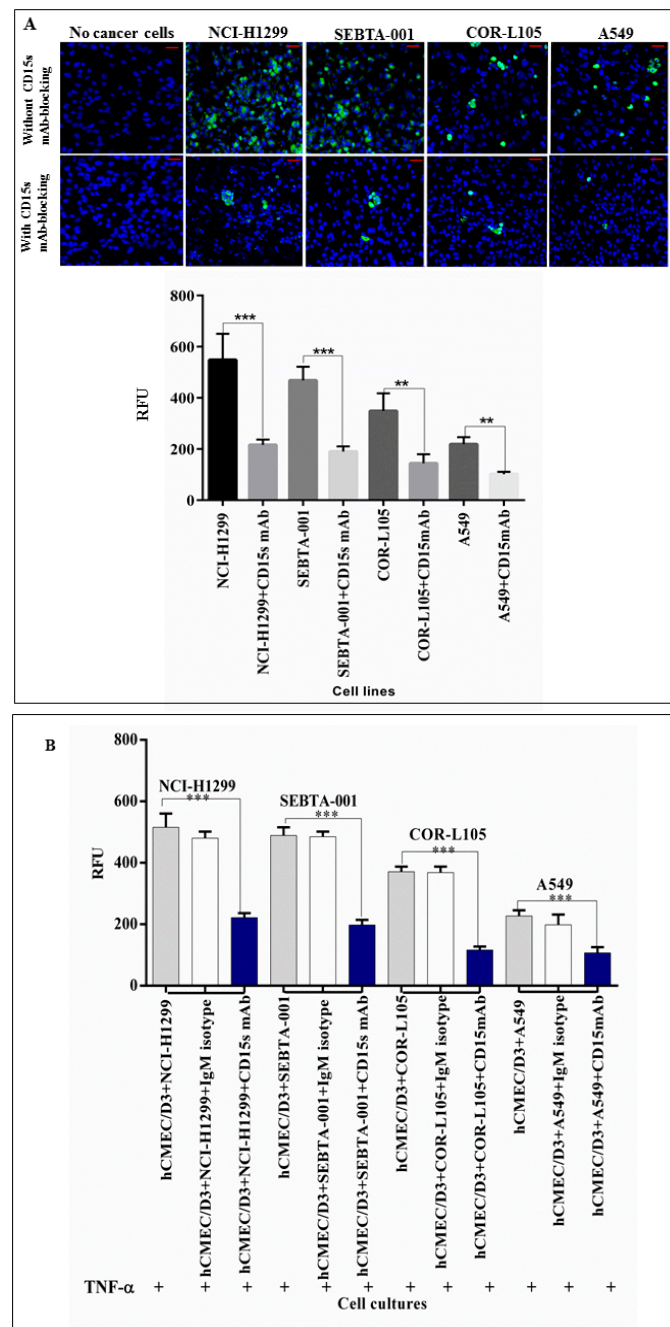 A
No cancer cells
NCI-H1299
SEBTA-001
COR-L105
A549
Without CD15s
mAb-blocking
With CD15s
mAb-blocking
800
600
400
200
0
RFU
***
***
**
**
NCI-H1299
NCI-H1299+CD15s mAb
SEBTA-001
SEBTA-001+CD15s mAb
COR-L105
COR-L105+CD15mAb
A549
A549+CD15mAb
Cell lines
B
800
600
400
200
0
RFU
NCI-H1299
***
SEBTA-001
***
COR-L105
***
A549
***
hCMEC/D3+NCI-H1299
hCMEC/D3+NCI-H1299+IgM isotype
hCMEC/D3+NCI-H1299+CD15s mAb
hCMEC/D3+SEBTA-001
hCMEC/D3+SEBTA-001+IgM isotype
hCMEC/D3+SEBTA-001+CD15s mAb
hCMEC/D3+COR-L105
hCMEC/D3+COR-L105+IgM isotype
hCMEC/D3+COR-L105+CD15mAb
hCMEC/D3+A549
hCMEC/D3+A549+IgM isotype
hCMEC/D3+A549+CD15mAb
TNF-α + + + + + + + + + + + +
Cell cultures